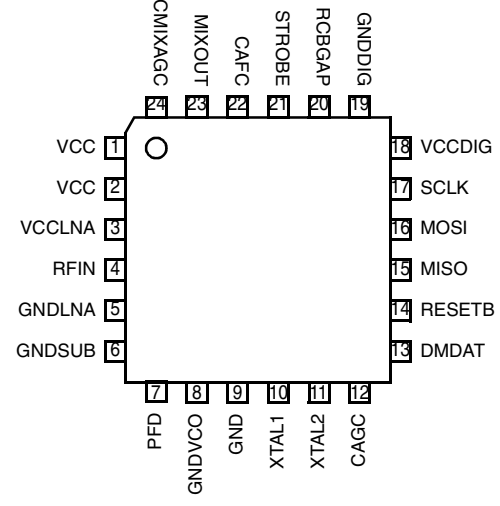 CMIXAGC MIXOUT CAFC STROBE RCBGAP GNDDIG
24 23 22 21 20 19
VCC 1 18 VCCDIG
VCC 2 17 SCLK
VCCLNA 3 16 MOSI
RFIN 4 15 MISO
GNDLNA 5 14 RESETB
GNDSUB 6 13 DMDAT
7 8 9 10 11 12
PFD GNDVCO GND XTAL1 XTAL2 CAGC